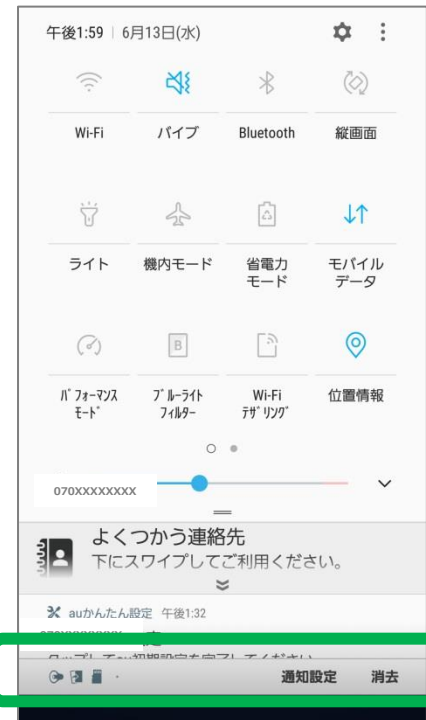 午後1:59 | 6月13日(水)
Wi-Fi バイブ Bluetooth 縦画面
ライト 機内モード 省電力モード モバイルデータ
ﾊﾟﾌｫｰﾏﾝｽﾓｰﾄﾞ B ﾌﾞﾙｰﾗｲﾄﾌｨﾙﾀｰ Wi-Fiﾃｻﾞﾘﾝｸﾞ 位置情報
070XXXXXXXX
よくつかう連絡先
下にスワイプしてご利用ください。
auかんたん設定 午後1:32
通知設定 消去